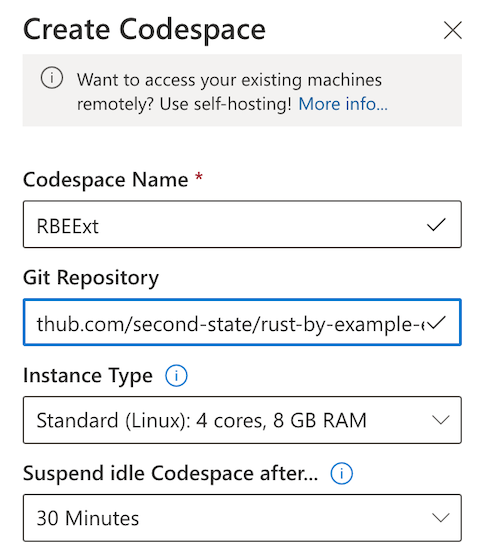 Create Codespace
Want to access your existing machines
remotely? Use self-hosting! More info...
Codespace Name *
RBEExt
Git Repository
thub.com/second-state/rust-by-example-
Instance Type
Standard (Linux): 4 cores, 8 GB RAM
Suspend idle Codespace after...
30 Minutes